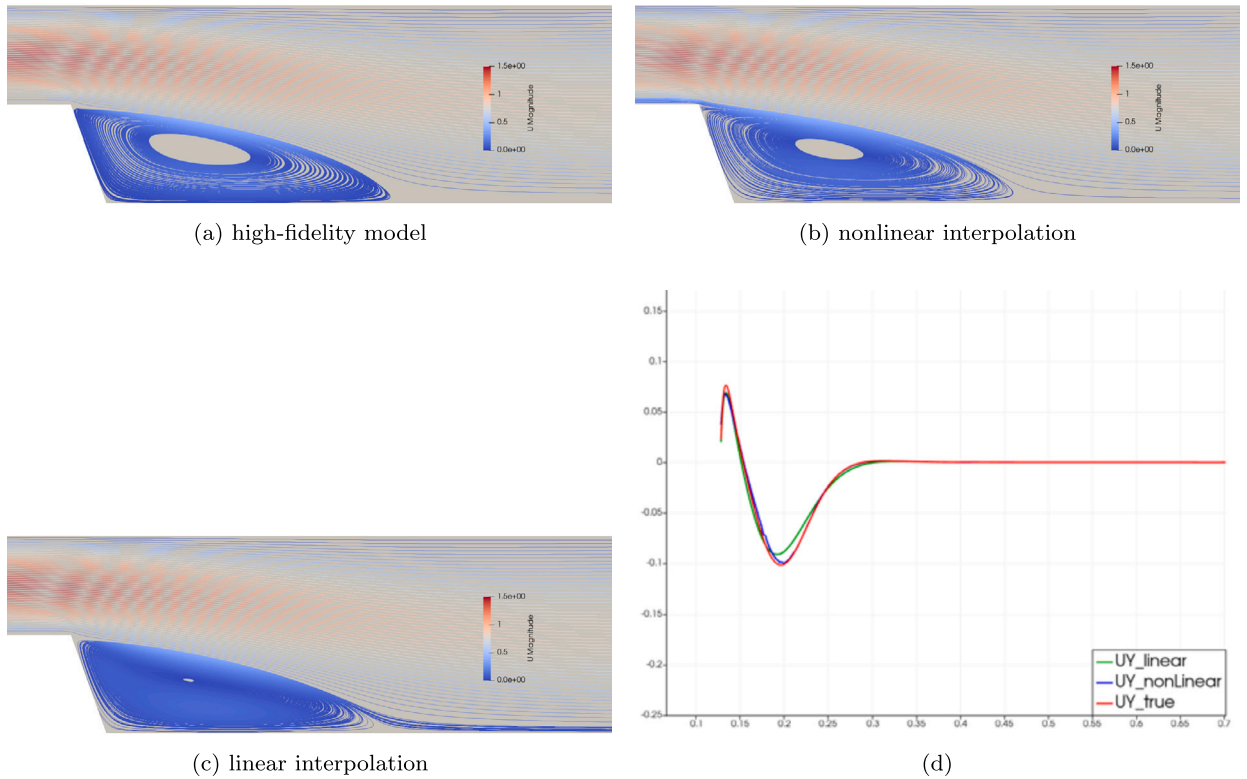 1.5e+00
1
0.5
0.0e+00
U Magnitude
1.5e+00
1
0.5
0.0e+00
U Magnitude
(a) high-fidelity model
(b) nonlinear interpolation
1.5e+00
1
0.5
0.0e+00
U Magnitude
0.15
0.1
0.05
0
-0.05
-0.1
-0.15
-0.2
-0.25
0.1 0.15 0.2 0.25 0.3 0.35 0.4 0.45 0.5 0.55 0.6 0.65 0.7
UY_linear
UY_nonLinear
UY_true
(c) linear interpolation
(d)